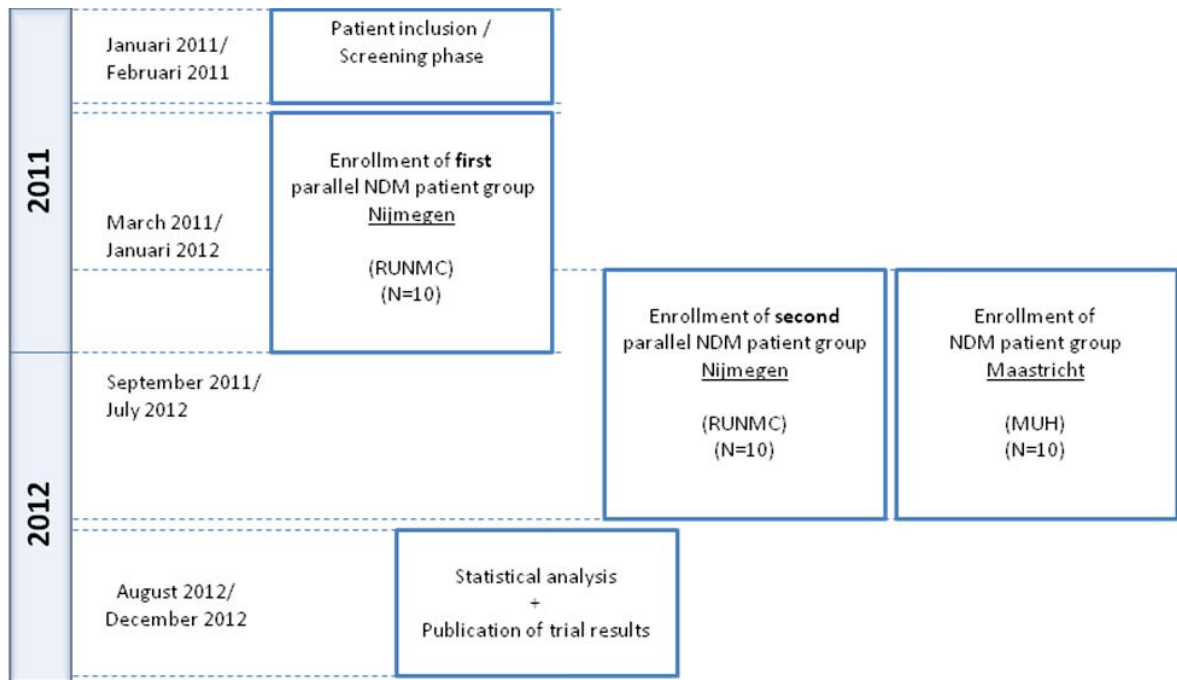 2011
Januari 2011/
Februari 2011
Patient inclusion /
Screening phase
March 2011/
Januari 2012
Enrollment of first
parallel NDM patient group
Nijmegen
(RUNMC)
(N=10)
2012
September 2011/
July 2012
Enrollment of second
parallel NDM patient group
Nijmegen
(RUNMC)
(N=10)
Enrollment of
NDM patient group
Maastricht
(MUH)
(N=10)
August 2012/
December 2012
Statistical analysis
+
Publication of trial results